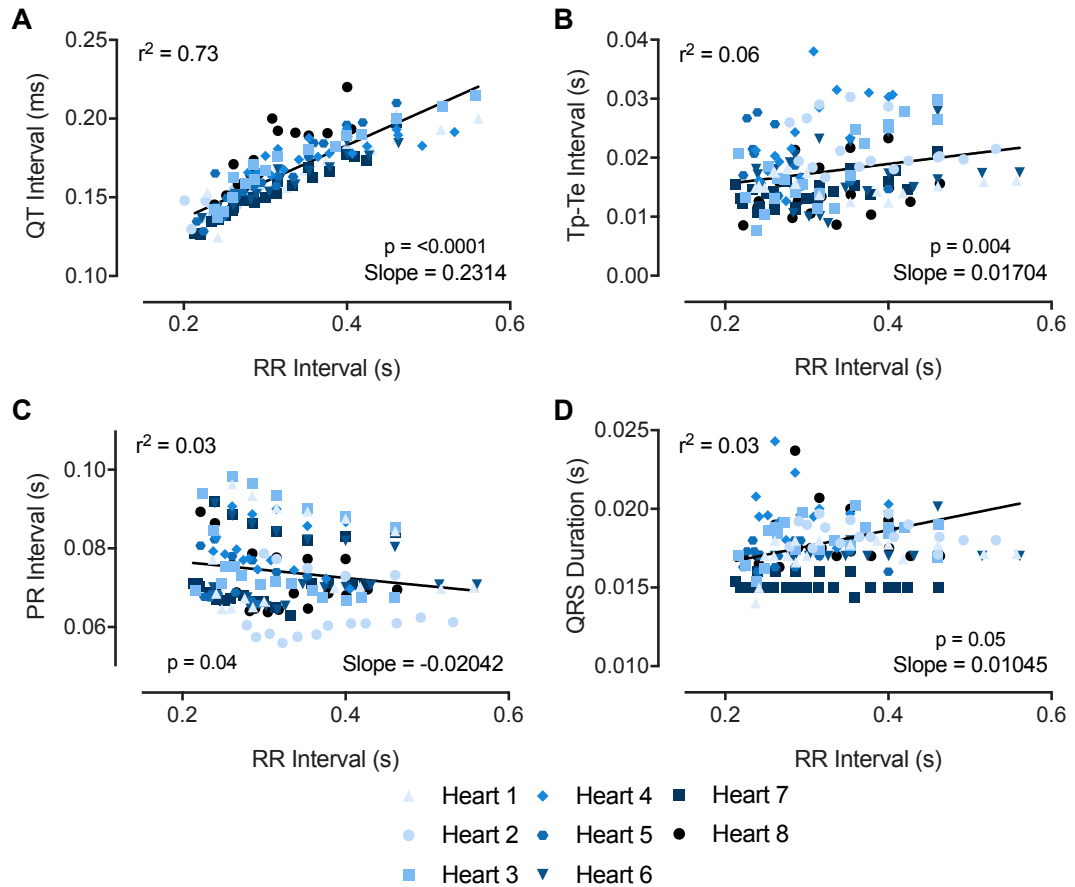 A
r² = 0.73
QT Interval (ms)
0.25
0.20
0.15
0.10
p = <0.0001
Slope = 0.2314
0.2 0.4 0.6
RR Interval (s)
B
r² = 0.06
Tp-Te Interval (s)
0.04
0.03
0.02
0.01
0.00
p = 0.004
Slope = 0.01704
0.2 0.4 0.6
RR Interval (s)
C
r² = 0.03
PR Interval (s)
0.10
0.08
0.06
p = 0.04
Slope = -0.02042
0.2 0.4 0.6
RR Interval (s)
D
r² = 0.03
QRS Duration (s)
0.025
0.020
0.015
0.010
p = 0.05
Slope = 0.01045
0.2 0.4 0.6
RR Interval (s)
Heart 1 Heart 4 Heart 7
Heart 2 Heart 5 Heart 8
Heart 3 Heart 6